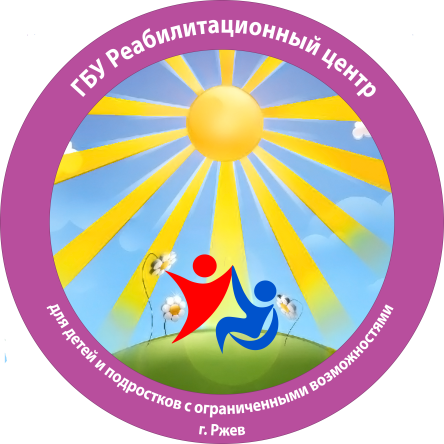 ГБУ Реабилитационный центр
для детей и подростков с ограниченными возможностями
г. Ржев